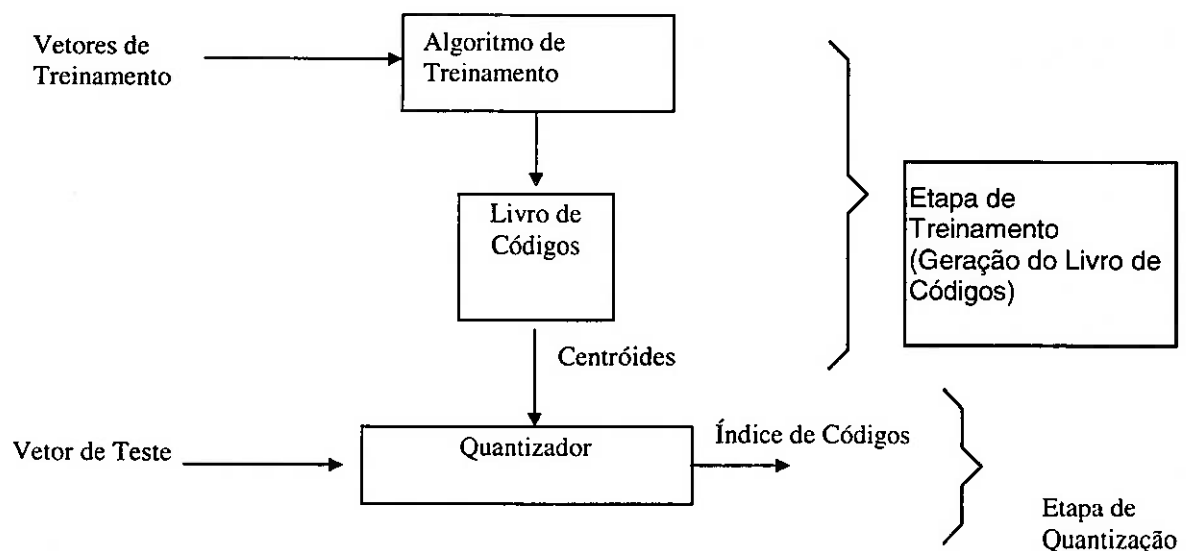 Vetores de
Treinamento
Algoritmo de
Treinamento
Livro de
Códigos
Etapa de
Treinamento
(Geração do Livro de
Códigos)
Centróides
Vetor de Teste
Quantizador
Índice de Códigos
Etapa de
Quantização